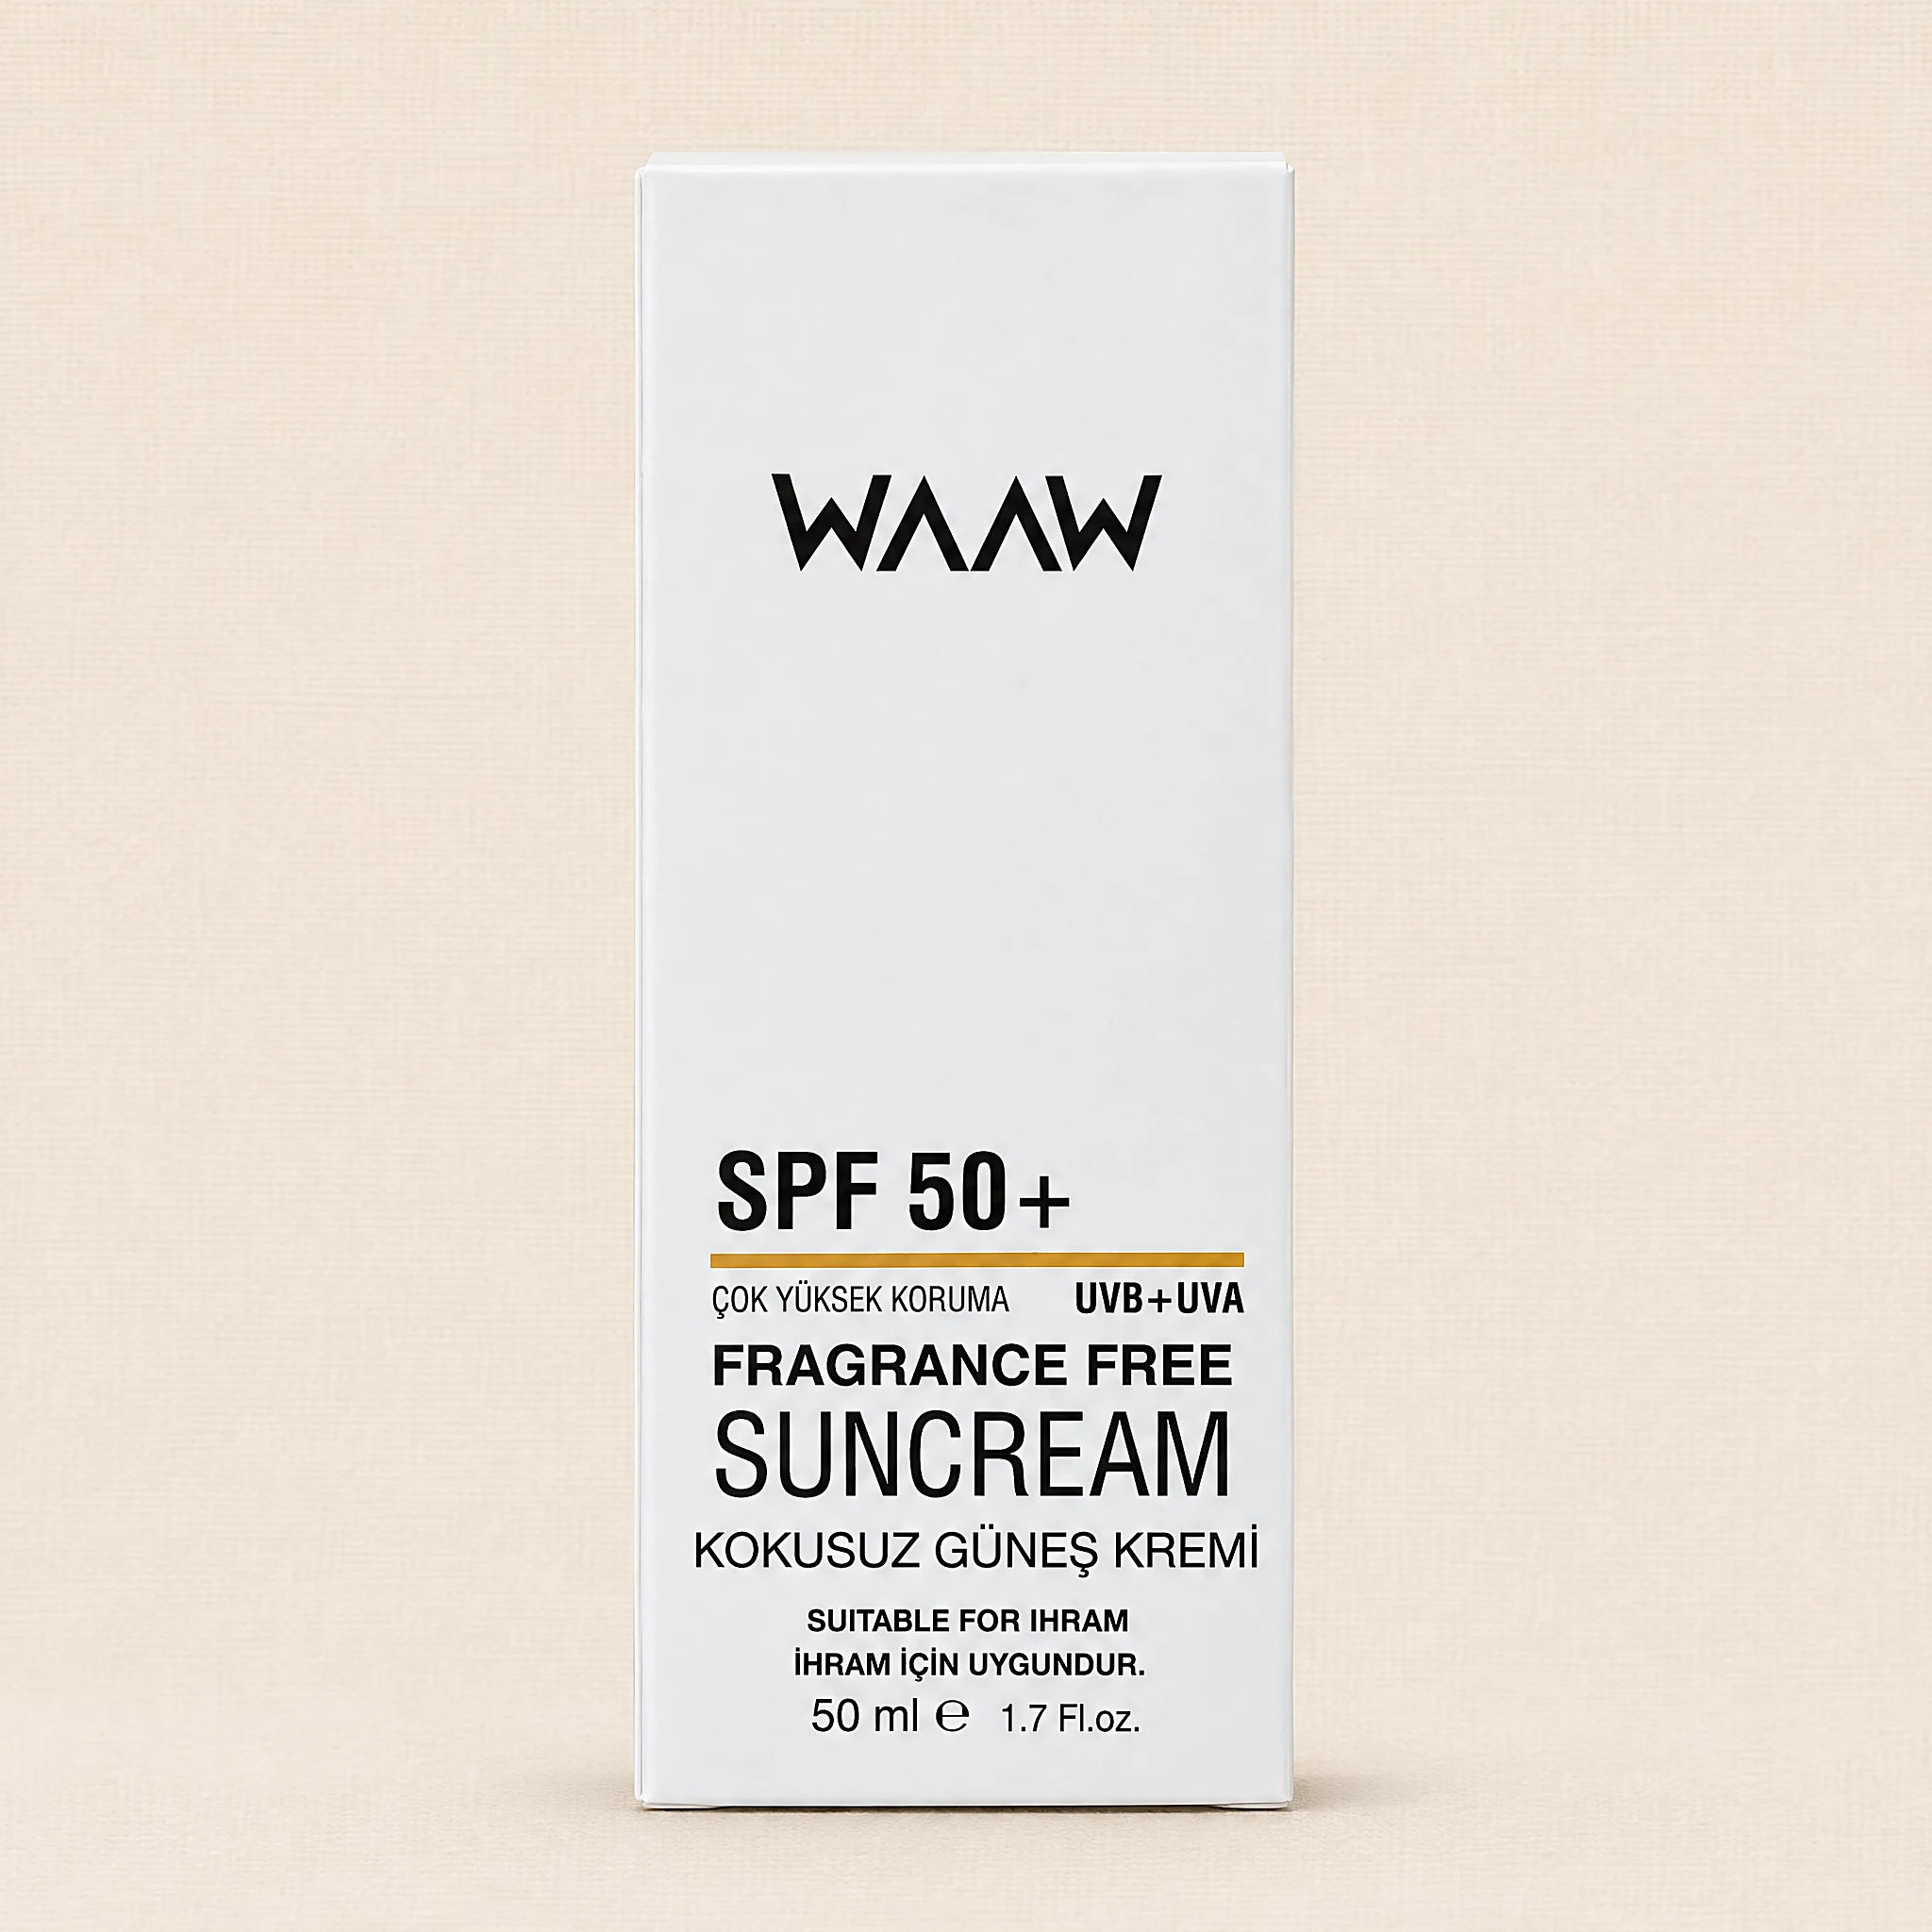 WAAW
SPF 50+
ÇOK YÜKSEK KORUMA UVB+UVA
FRAGRANCE FREE
SUNCREAM
KOKUSUZ GÜNEŞ KREMİ
SUITABLE FOR IHRAM
İHRAM İÇİN UYGUNDUR.
50 ml ℮ 1.7 Fl.oz.